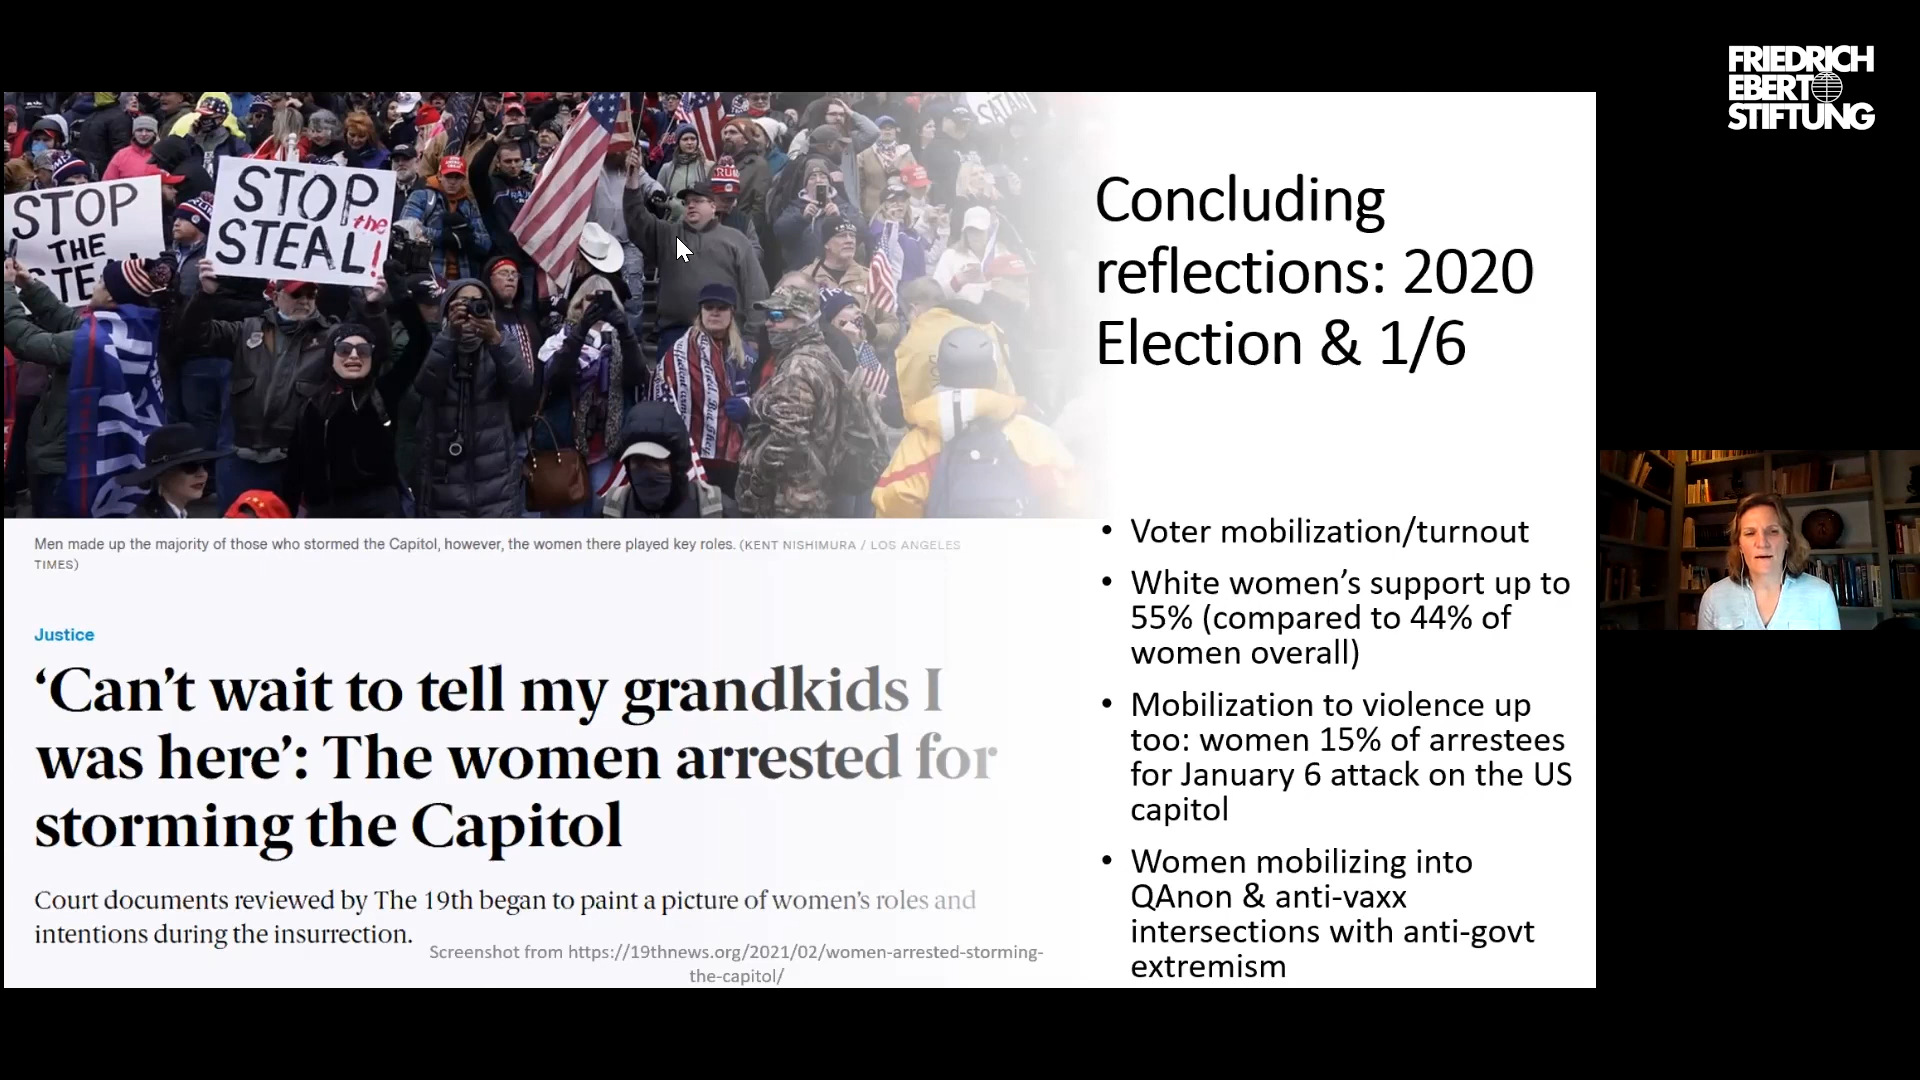 FRIEDRICH
EBERT
STIFTUNG
SATAN
STOP
THE
STE
STOP
the
STEAL!
TRUM
Concluding
reflections: 2020
Election & 1/6
Men made up the majority of those who stormed the Capitol, however, the women there played key roles. (KENT NISHIMURA / LOS ANGELES
TIMES)
Justice
‘Can’t wait to tell my grandkids I
was here’: The women arrested for
storming the Capitol
Court documents reviewed by The 19th began to paint a picture of women’s roles and
intentions during the insurrection.
Screenshot from https://19thnews.org/2021/02/women-arrested-storming-
the-capitol/
• Voter mobilization/turnout
• White women’s support up to
55% (compared to 44% of
women overall)
• Mobilization to violence up
too: women 15% of arrestees
for January 6 attack on the US
capitol
• Women mobilizing into
QAnon & anti-vaxx
intersections with anti-govt
extremism